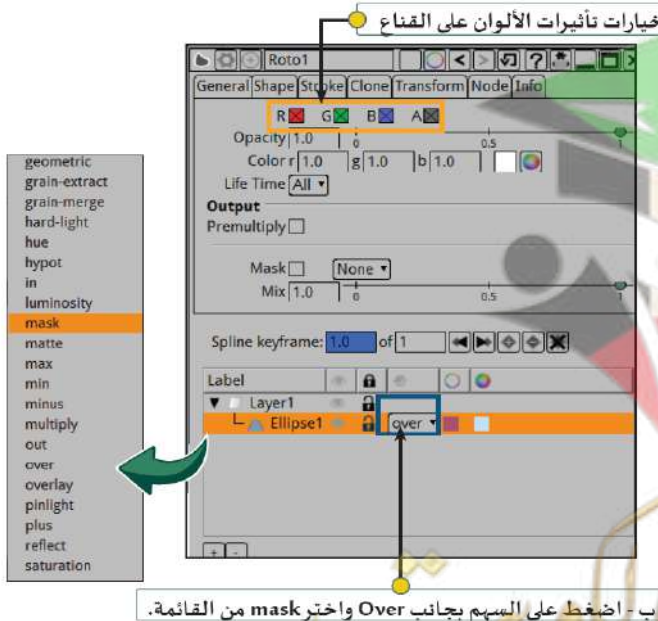 خيارات تأثيرات الألوان على القناع
Roto1
General Shape Stroke Clone Transform Node Info
R G B A
Opacity 1.0 0 0.5 1
Color r 1.0 g 1.0 b 1.0
Life Time All
Output
Premultiply
Mask None
Mix 1.0 0 0.5 1
Spline keyframe: 1.0 of 1
Label
Layer1
Ellipse1 over
+ -
geometric
grain-extract
grain-merge
hard-light
hue
hypot
in
luminosity
mask
matte
max
min
minus
multiply
out
over
overlay
pinlight
plus
reflect
saturation
ب - اضغط على السهم بجانب Over واختر mask من القائمة.